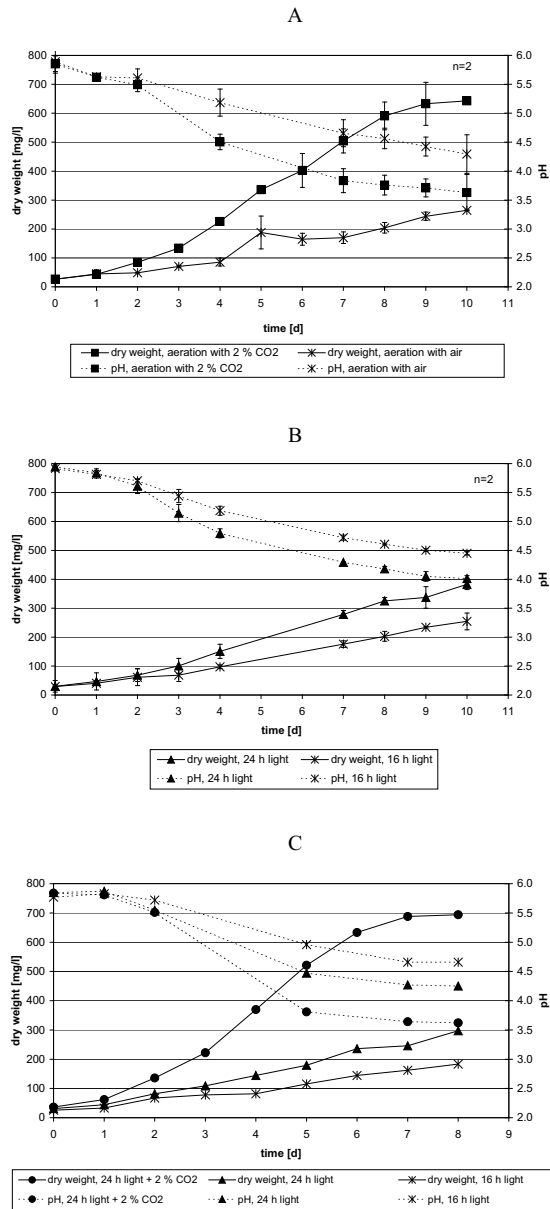 A
800
700
600
500
400
300
200
100
0
dry weight [mg/l]
6.0
5.5
5.0
4.5
4.0
3.5
3.0
2.5
2.0
pH
n=2
0 1 2 3 4 5 6 7 8 9 10 11
time [d]
dry weight, aeration with 2 % CO2 dry weight, aeration with air
pH, aeration with 2 % CO2 pH, aeration with air
B
800
700
600
500
400
300
200
100
0
dry weight [mg/l]
6.0
5.5
5.0
4.5
4.0
3.5
3.0
2.5
2.0
pH
n=2
0 1 2 3 4 5 6 7 8 9 10 11
time [d]
dry weight, 24 h light dry weight, 16 h light
pH, 24 h light pH, 16 h light
C
800
700
600
500
400
300
200
100
0
dry weight [mg/l]
6.0
5.5
5.0
4.5
4.0
3.5
3.0
2.5
2.0
pH
0 1 2 3 4 5 6 7 8 9
time [d]
dry weight, 24 h light + 2 % CO2 dry weight, 24 h light dry weight, 16 h light
pH, 24 h light + 2 % CO2 pH, 24 h light pH, 16 h light